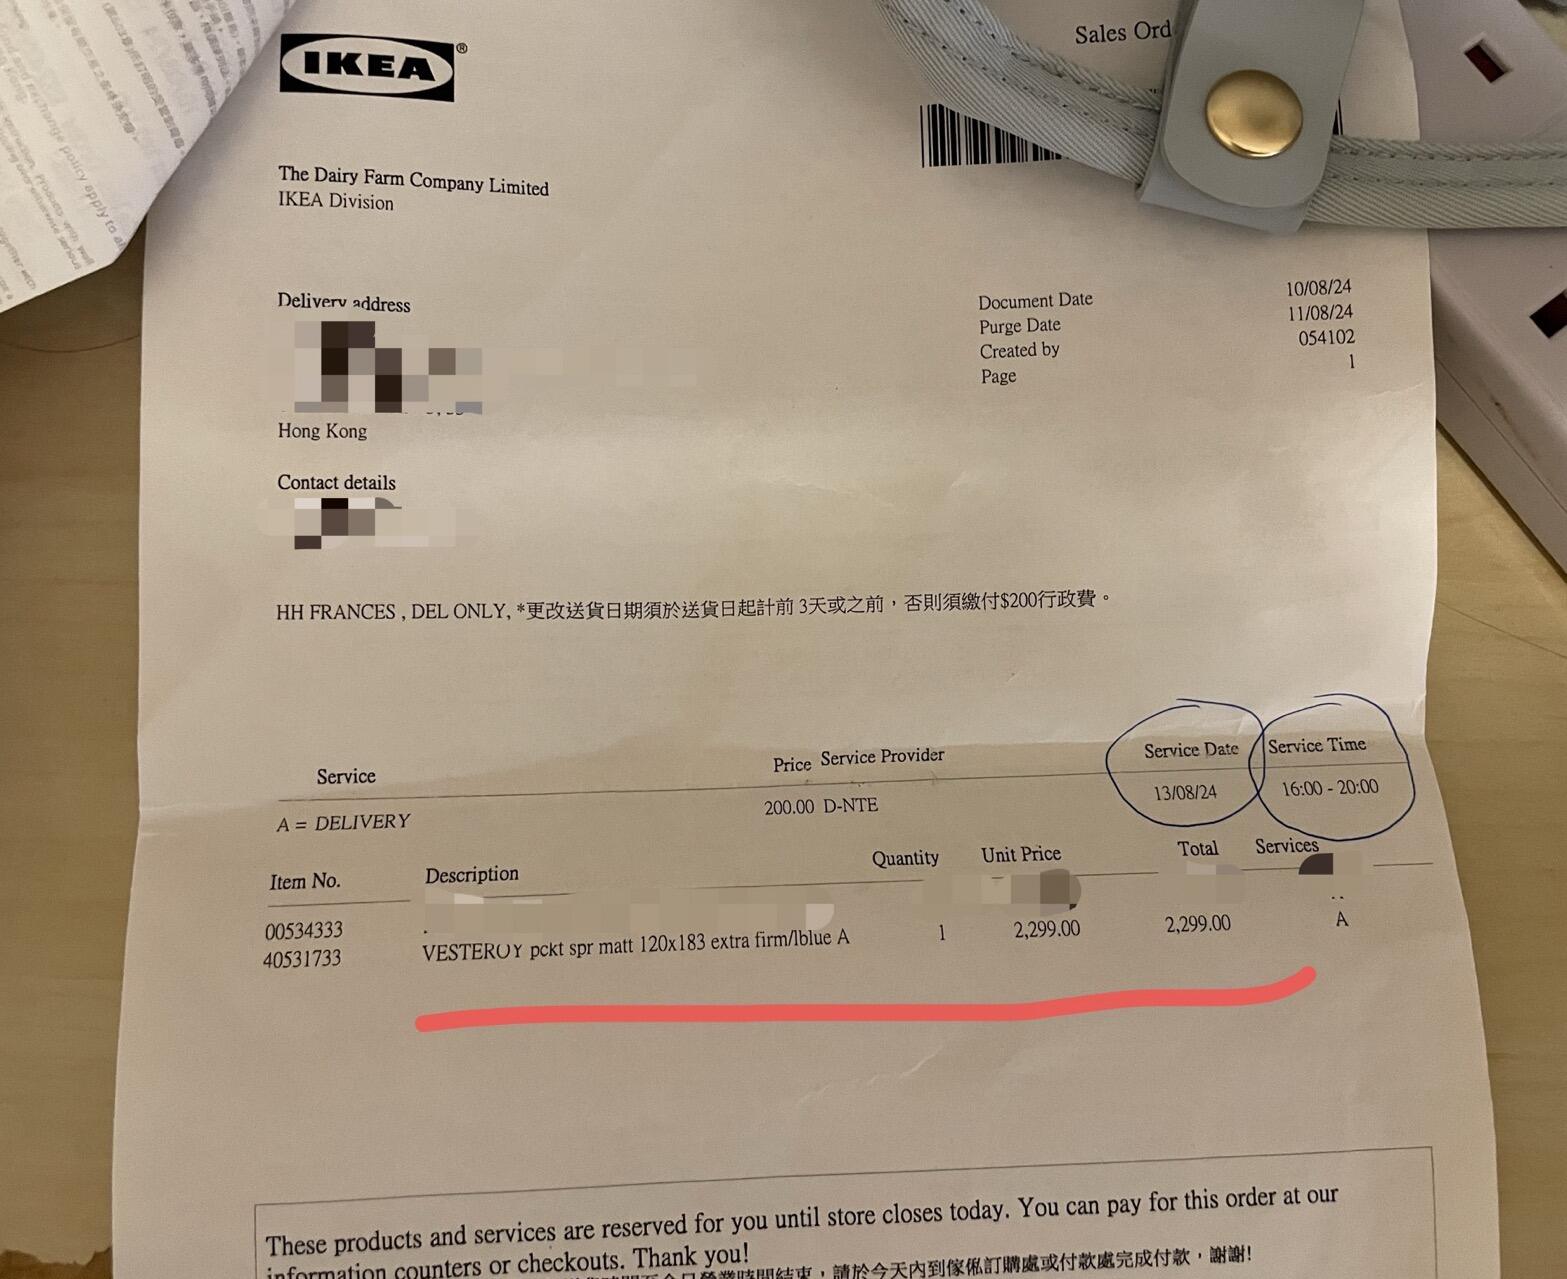 IKEA®
Sales Ord
The Dairy Farm Company Limited
IKEA Division
Delivery address
Hong Kong
Document Date 10/08/24
Purge Date 11/08/24
Created by 054102
Page 1
Contact details
HH FRANCES , DEL ONLY, *更改送貨日期須於送貨日起計前 3天或之前，否則須繳付$200行政費。
Service Price Service Provider Service Date Service Time
A = DELIVERY 200.00 D-NTE 13/08/24 16:00 - 20:00
Item No. Description Quantity Unit Price Total Services
00534333
40531733 VESTERØY pckt spr matt 120x183 extra firm/lblue A 1 2,299.00 2,299.00 A
These products and services are reserved for you until store closes today. You can pay for this order at our
information counters or checkouts. Thank you!
請於今天內到傢俬訂購處或付款處完成付款，謝謝!